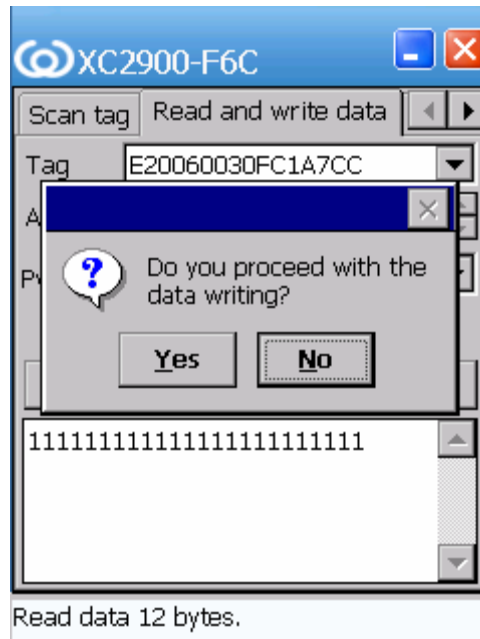 XC2900-F6C
Scan tag Read and write data
Tag E20060030FC1A7CC
Do you proceed with the
data writing?
Yes No
111111111111111111111111
Read data 12 bytes.